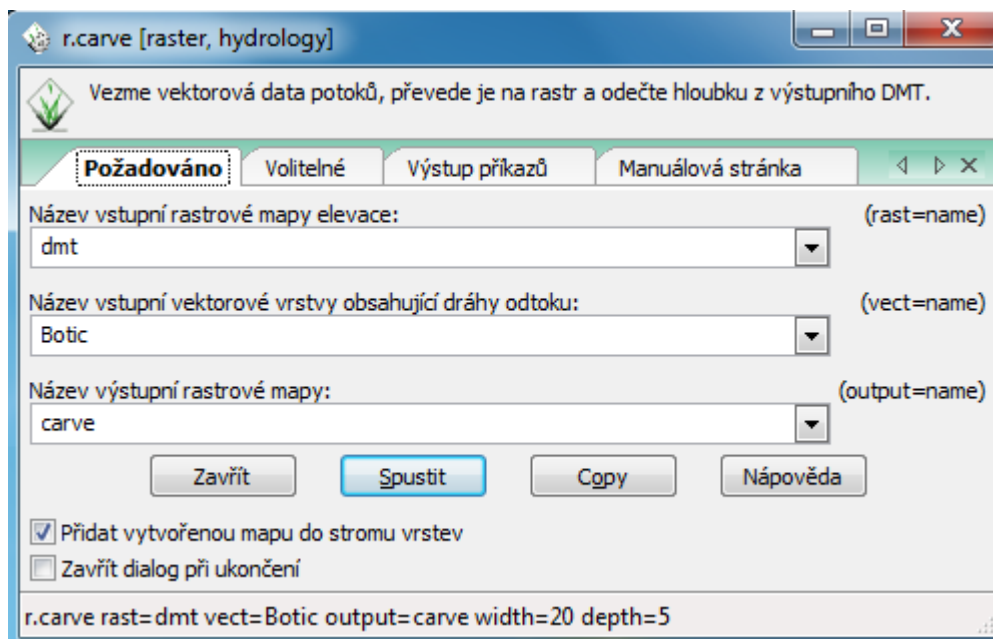 r.carve [raster, hydrology]
Vezme vektorová data potoků, převede je na rastr a odečte hloubku z výstupního DMT.
Požadováno Volitelné Výstup příkazů Manuálová stránka
Název vstupní rastrové mapy elevace: (rast=name)
dmt
Název vstupní vektorové vrstvy obsahující dráhy odtoku: (vect=name)
Botic
Název výstupní rastrové mapy: (output=name)
carve
Zavřít Spustit Copy Nápověda
Přidat vytvořenou mapu do stromu vrstev
Zavřít dialog při ukončení
r.carve rast=dmt vect=Botic output=carve width=20 depth=5